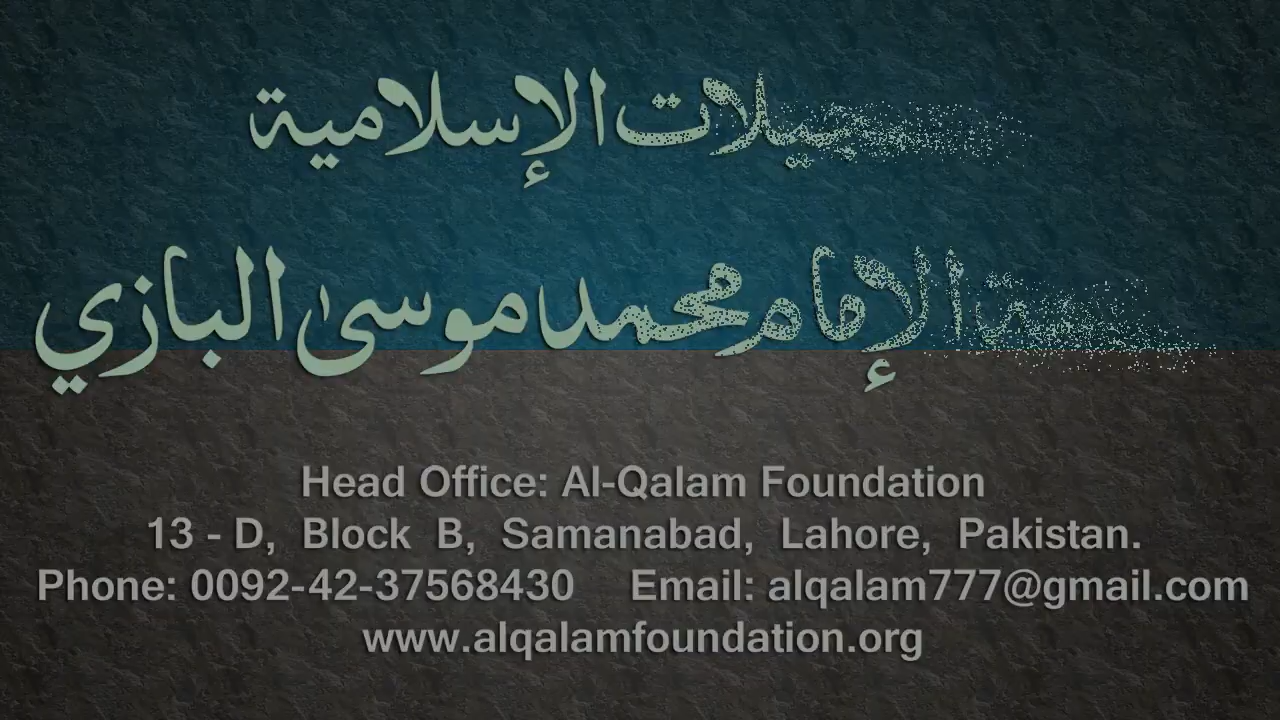 الإسلامية
الإمام محمد موسىٰ البازي
Head Office: Al-Qalam Foundation
13 - D, Block B, Samanabad, Lahore, Pakistan.
Phone: 0092-42-37568430 Email: alqalam777@gmail.com
www.alqalamfoundation.org